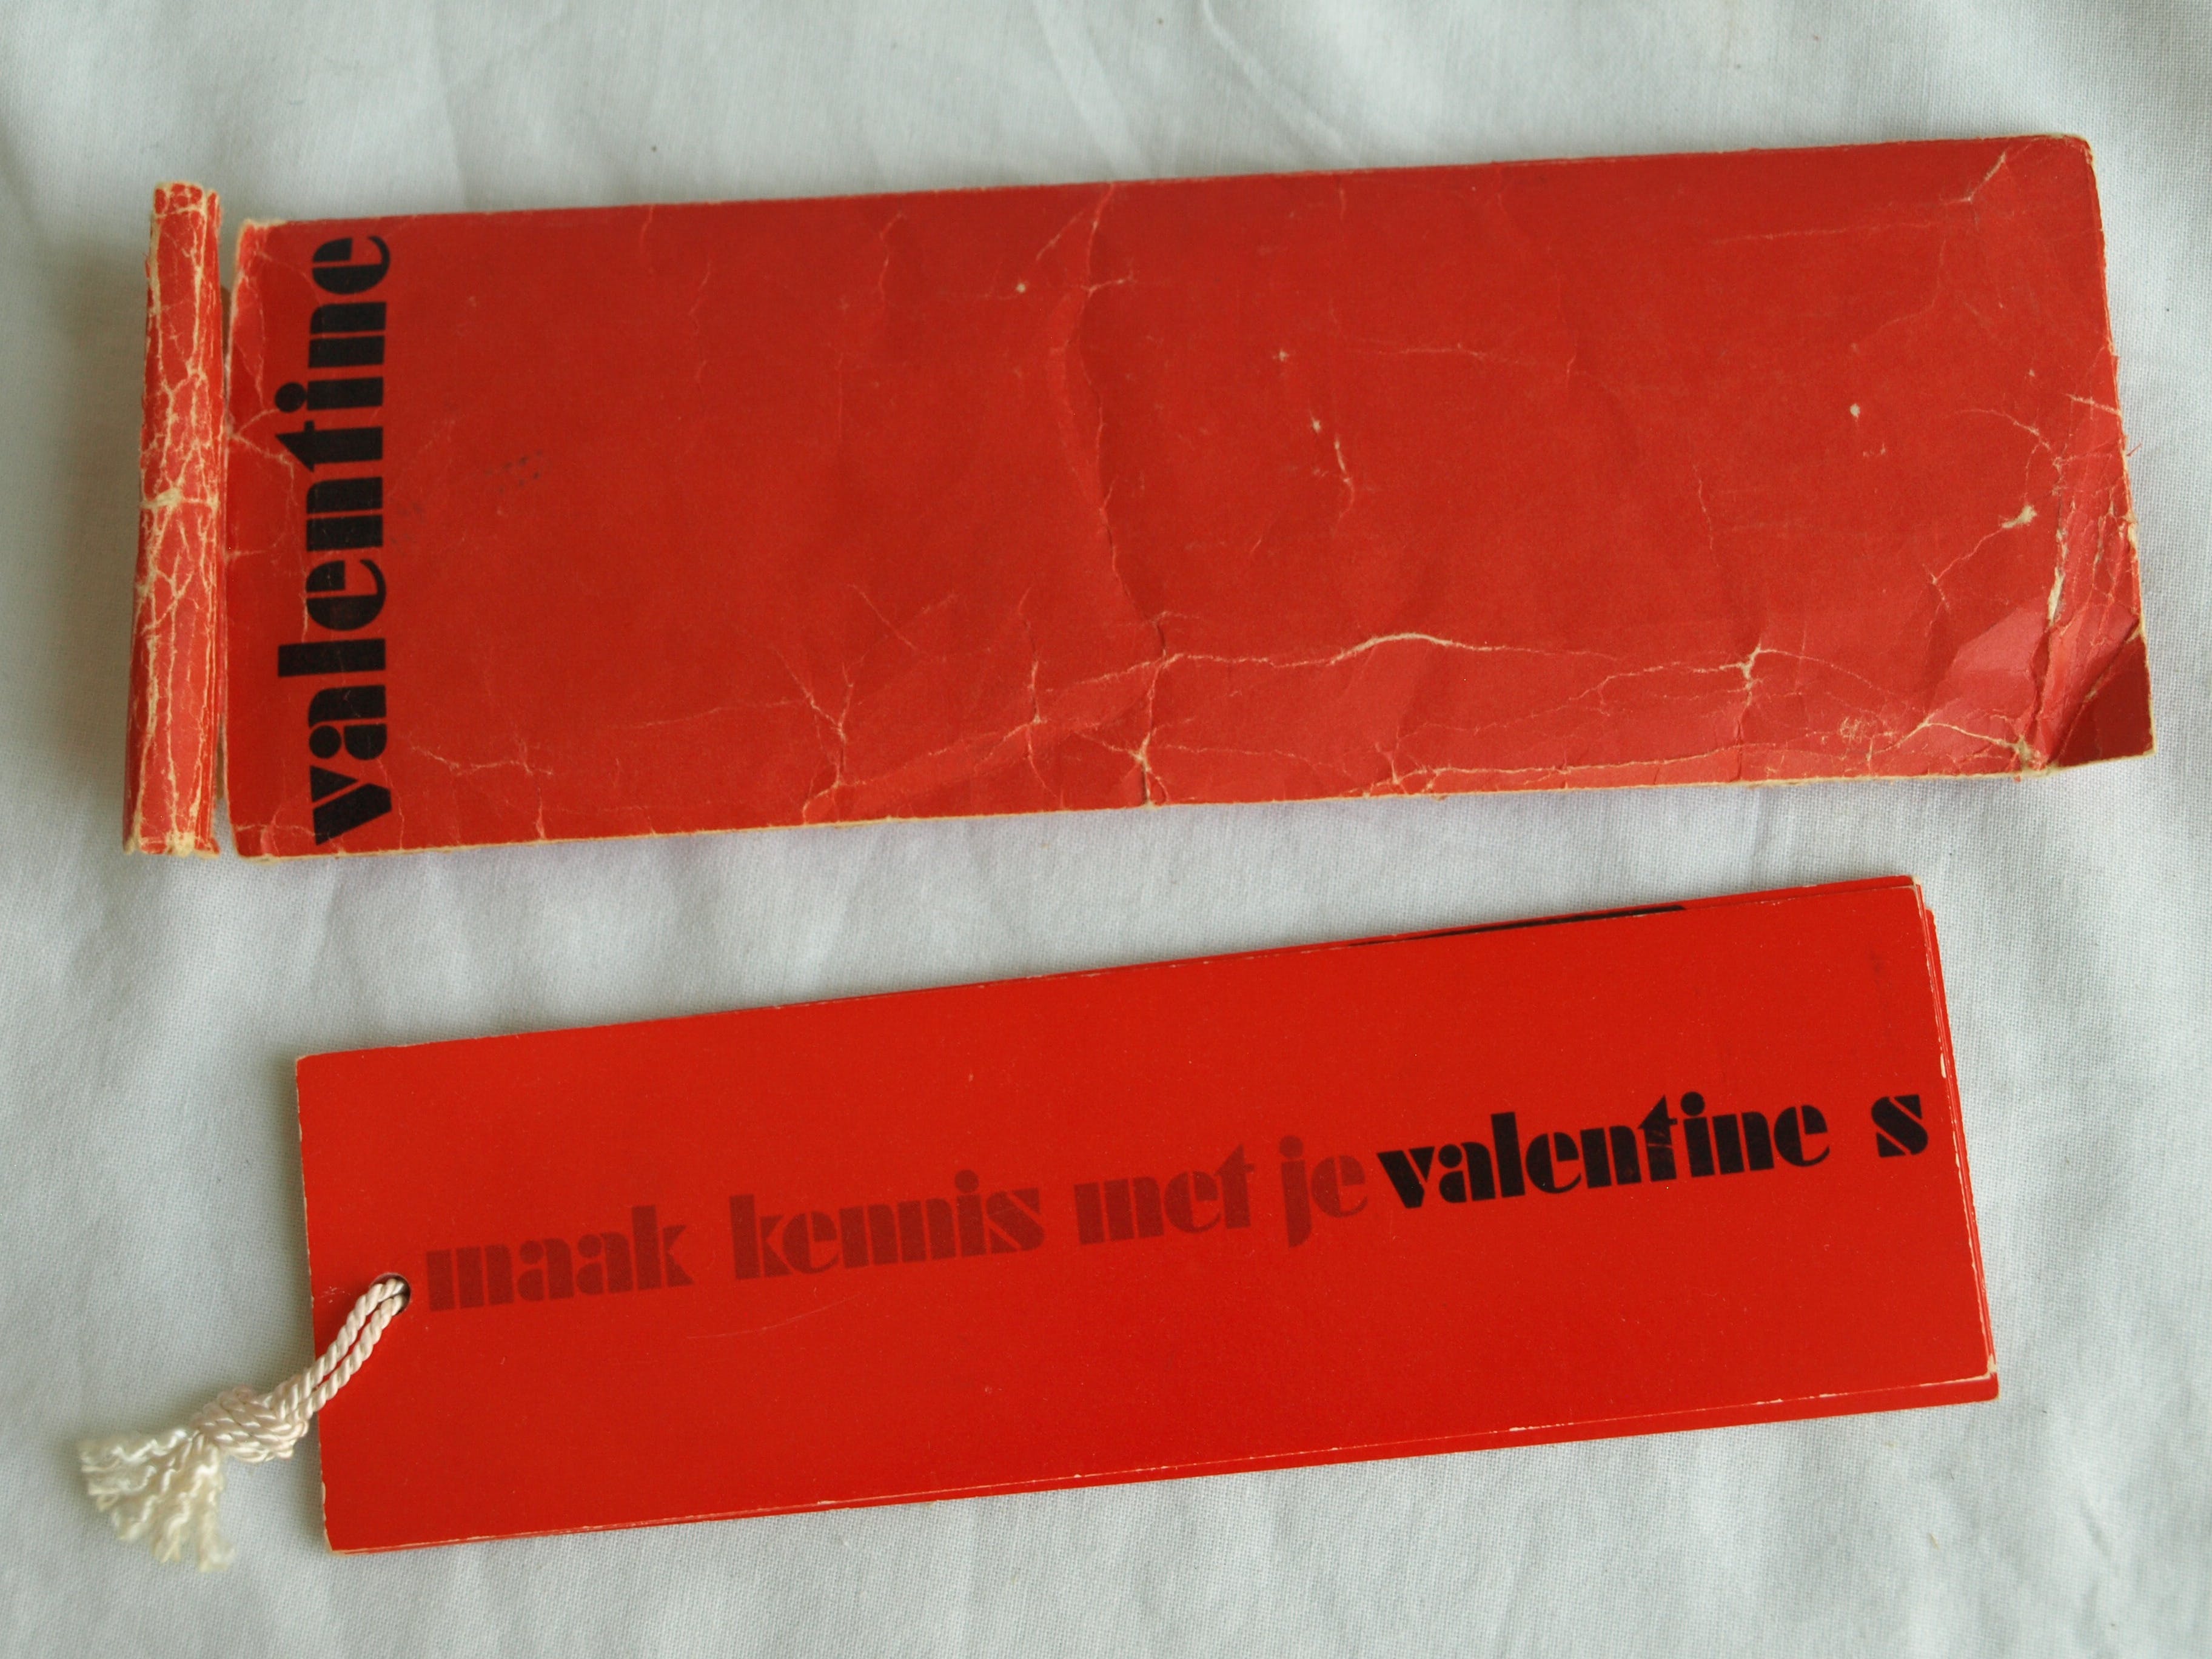 valentine
maak kennis met je valentine s